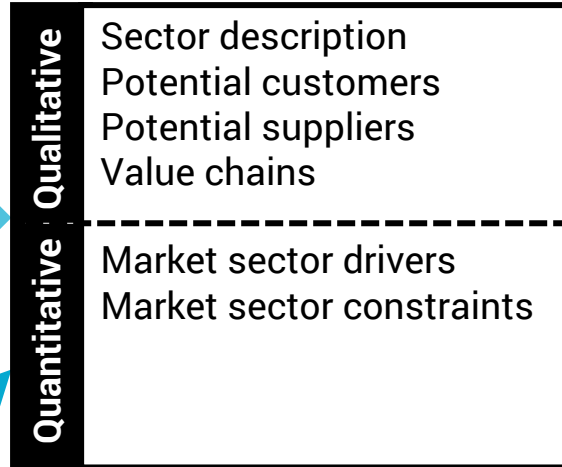 Qualitative
Sector description
Potential customers
Potential suppliers
Value chains
Quantitative
Market sector drivers
Market sector constraints